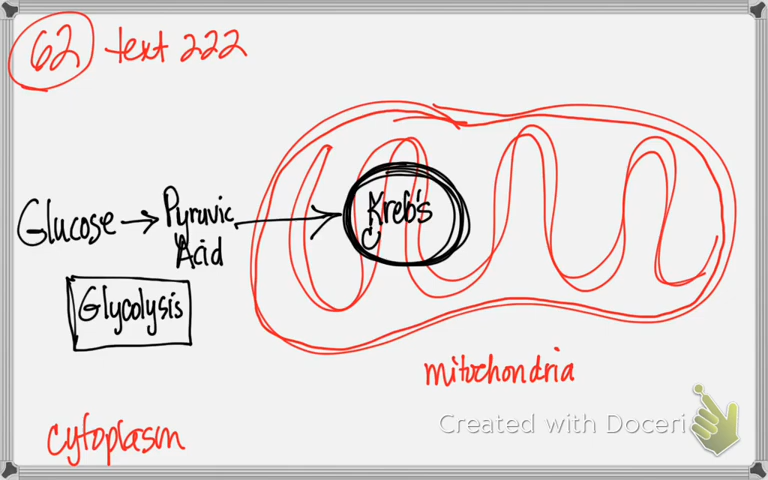 62 text 222
Glucose → Pyruvic Acid
Kreb's
C
Glycolysis
mitochondria
cytoplasm
Created with Doceri